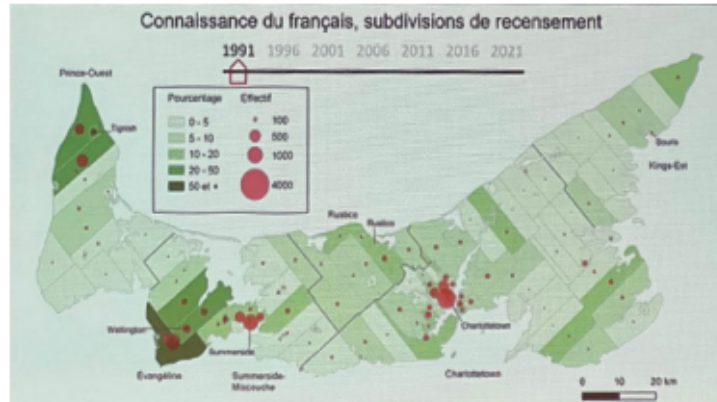 Connaissance du français, subdivisions de recensement
1991 1996 2001 2006 2011 2016 2021
Prince-Ouest
Tignish
Pourcentage
0 - 5
5 - 10
10 - 20
20 - 50
50 et +
Effectif
100
500
1000
4000
Souris
Kings-Est
Rustico
Rustico
Wellington
Summerside
Charlottetown
Évangéline
Summerside-
Miscouche
Charlottetown
0 10 20 km